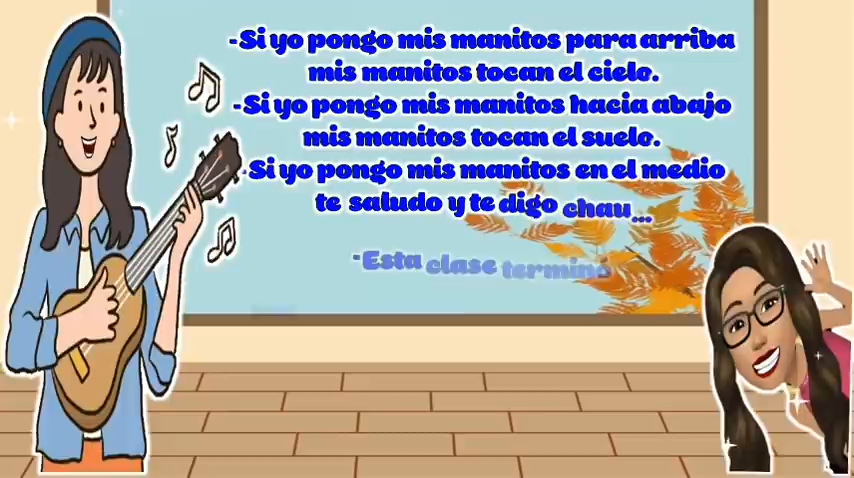 -Si yo pongo mis manitos para arriba
mis manitos tocan el cielo.
-Si yo pongo mis manitos hacia abajo
mis manitos tocan el suelo.
-Si yo pongo mis manitos en el medio
te saludo y te digo chau...
-Esta clase terminó